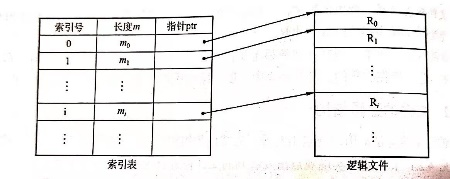 索引号 长度m 指针ptr
0 m₀
1 m₁
⋮ ⋮
i mᵢ
⋮ ⋮
索引表
R₀
R₁
⋮
Rᵢ
⋮
逻辑文件